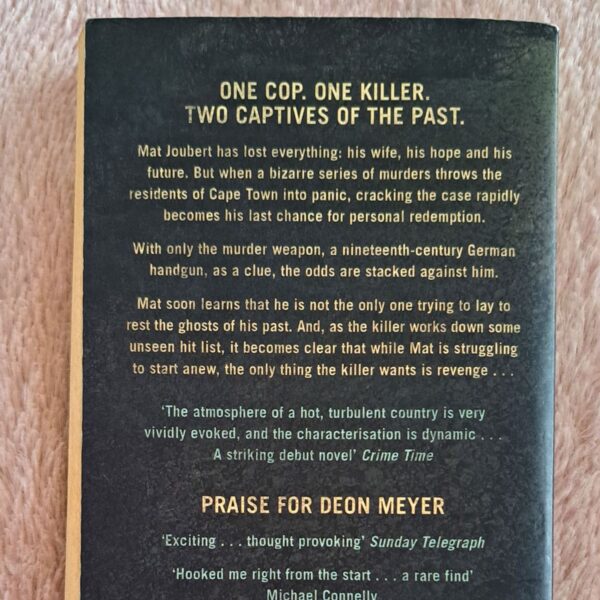 ONE COP. ONE KILLER.
TWO CAPTIVES OF THE PAST.
Mat Joubert has lost everything: his wife, his hope and his
future. But when a bizarre series of murders throws the
residents of Cape Town into panic, cracking the case rapidly
becomes his last chance for personal redemption.
With only the murder weapon, a nineteenth-century German
handgun, as a clue, the odds are stacked against him.
Mat soon learns that he is not the only one trying to lay to
rest the ghosts of his past. And, as the killer works down some
unseen hit list, it becomes clear that while Mat is struggling
to start anew, the only thing the killer wants is revenge . . .
‘The atmosphere of a hot, turbulent country is very
vividly evoked, and the characterisation is dynamic . . .
A striking debut novel’ Crime Time
PRAISE FOR DEON MEYER
‘Exciting . . . thought provoking’ Sunday Telegraph
‘Hooked me right from the start . . . a rare find’
Michael Connelly